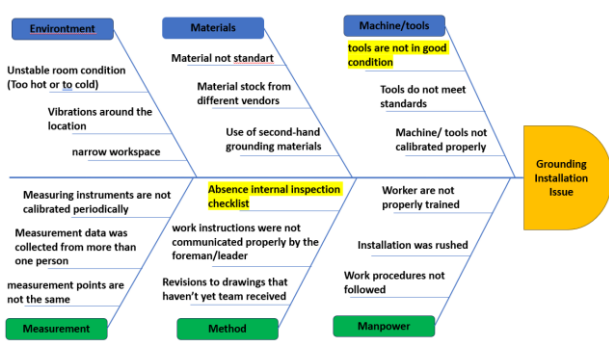 Environtment
Materials
Machine/tools
Unstable room condition
(Too hot or to cold)
Vibrations around the
location
narrow workspace
Material not standart
Material stock from
different vendors
Use of second-hand
grounding materials
tools are not in good
condition
Tools do not meet
standards
Machine/ tools not
calibrated properly
Grounding
Installation
Issue
Measuring instruments are not
calibrated periodically
Measurement data was
collected from more than
one person
measurement points are
not the same
Absence internal inspection
checklist
work instructions were not
communicated properly by the
foreman/leader
Revisions to drawings that
haven't yet team received
Worker are not
properly trained
Installation was rushed
Work procedures not
followed
Measurement
Method
Manpower